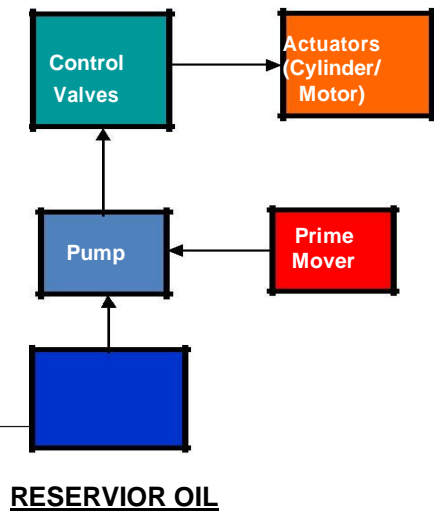 Control
Valves
Actuators
(Cylinder/
Motor)
Pump
Prime
Mover
RESERVIOR OIL